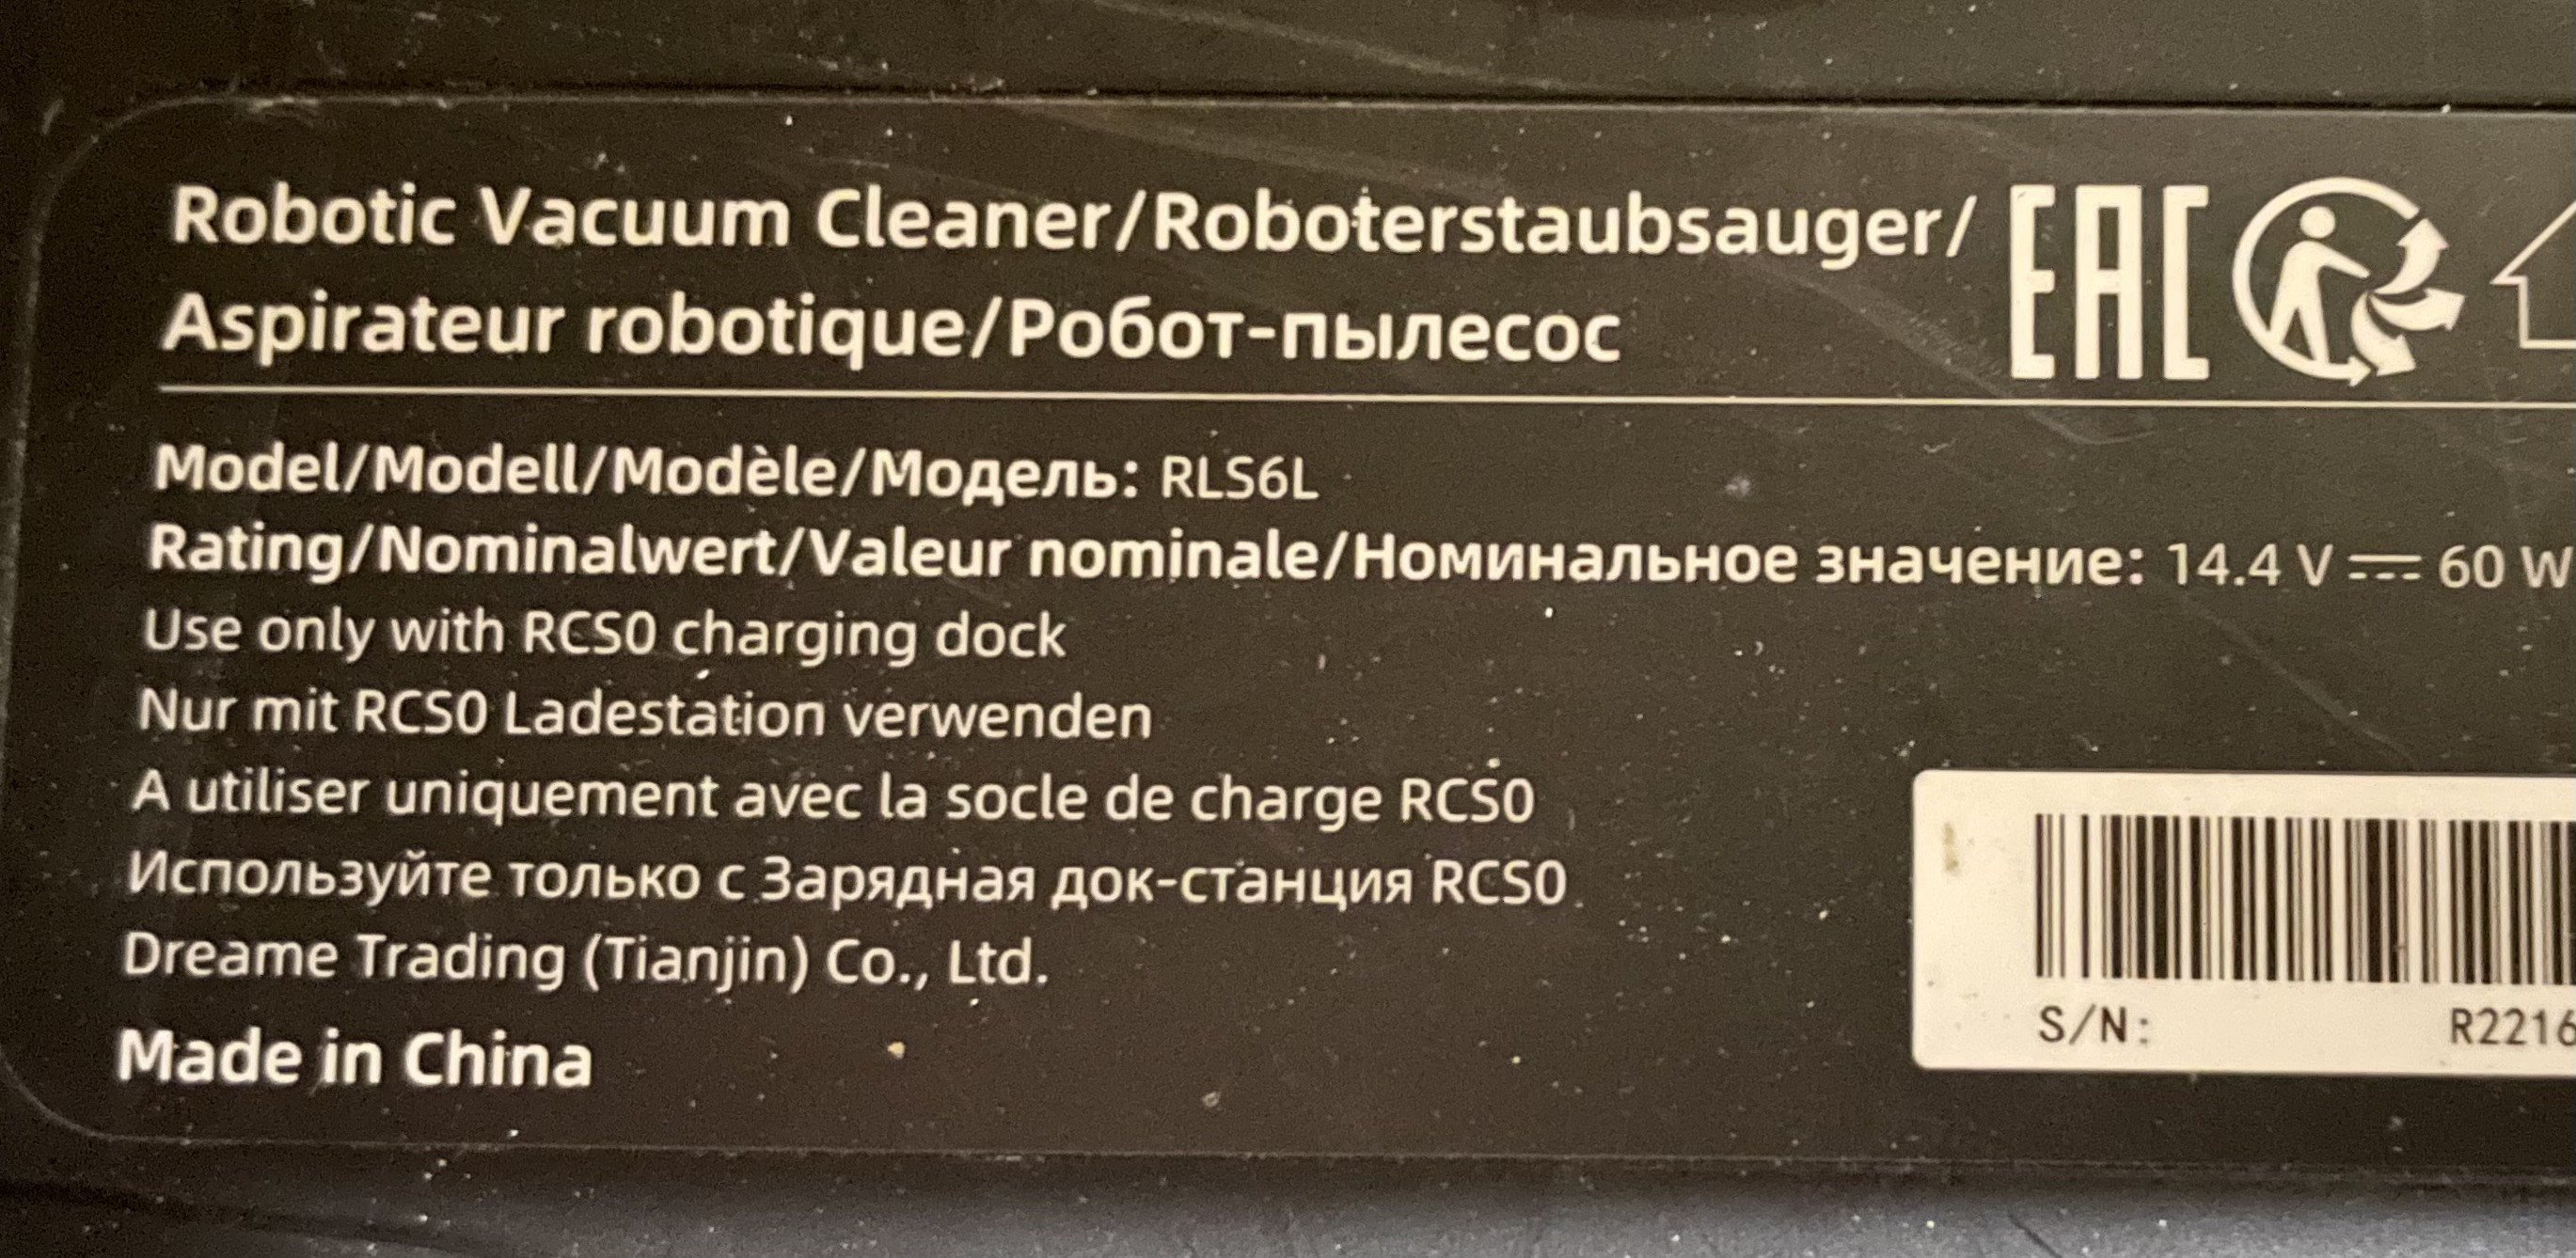 Robotic Vacuum Cleaner/Roboterstaubsauger/
Aspirateur robotique/Робот-пылесос
EAC
Model/Modell/Modèle/Модель: RLS6L
Rating/Nominalwert/Valeur nominale/Номинальное значение: 14.4 V 60 W
Use only with RCS0 charging dock
Nur mit RCS0 Ladestation verwenden
A utiliser uniquement avec la socle de charge RCS0
Используйте только с Зарядная док-станция RCS0
Dreame Trading (Tianjin) Co., Ltd.
Made in China
S/N: R2216